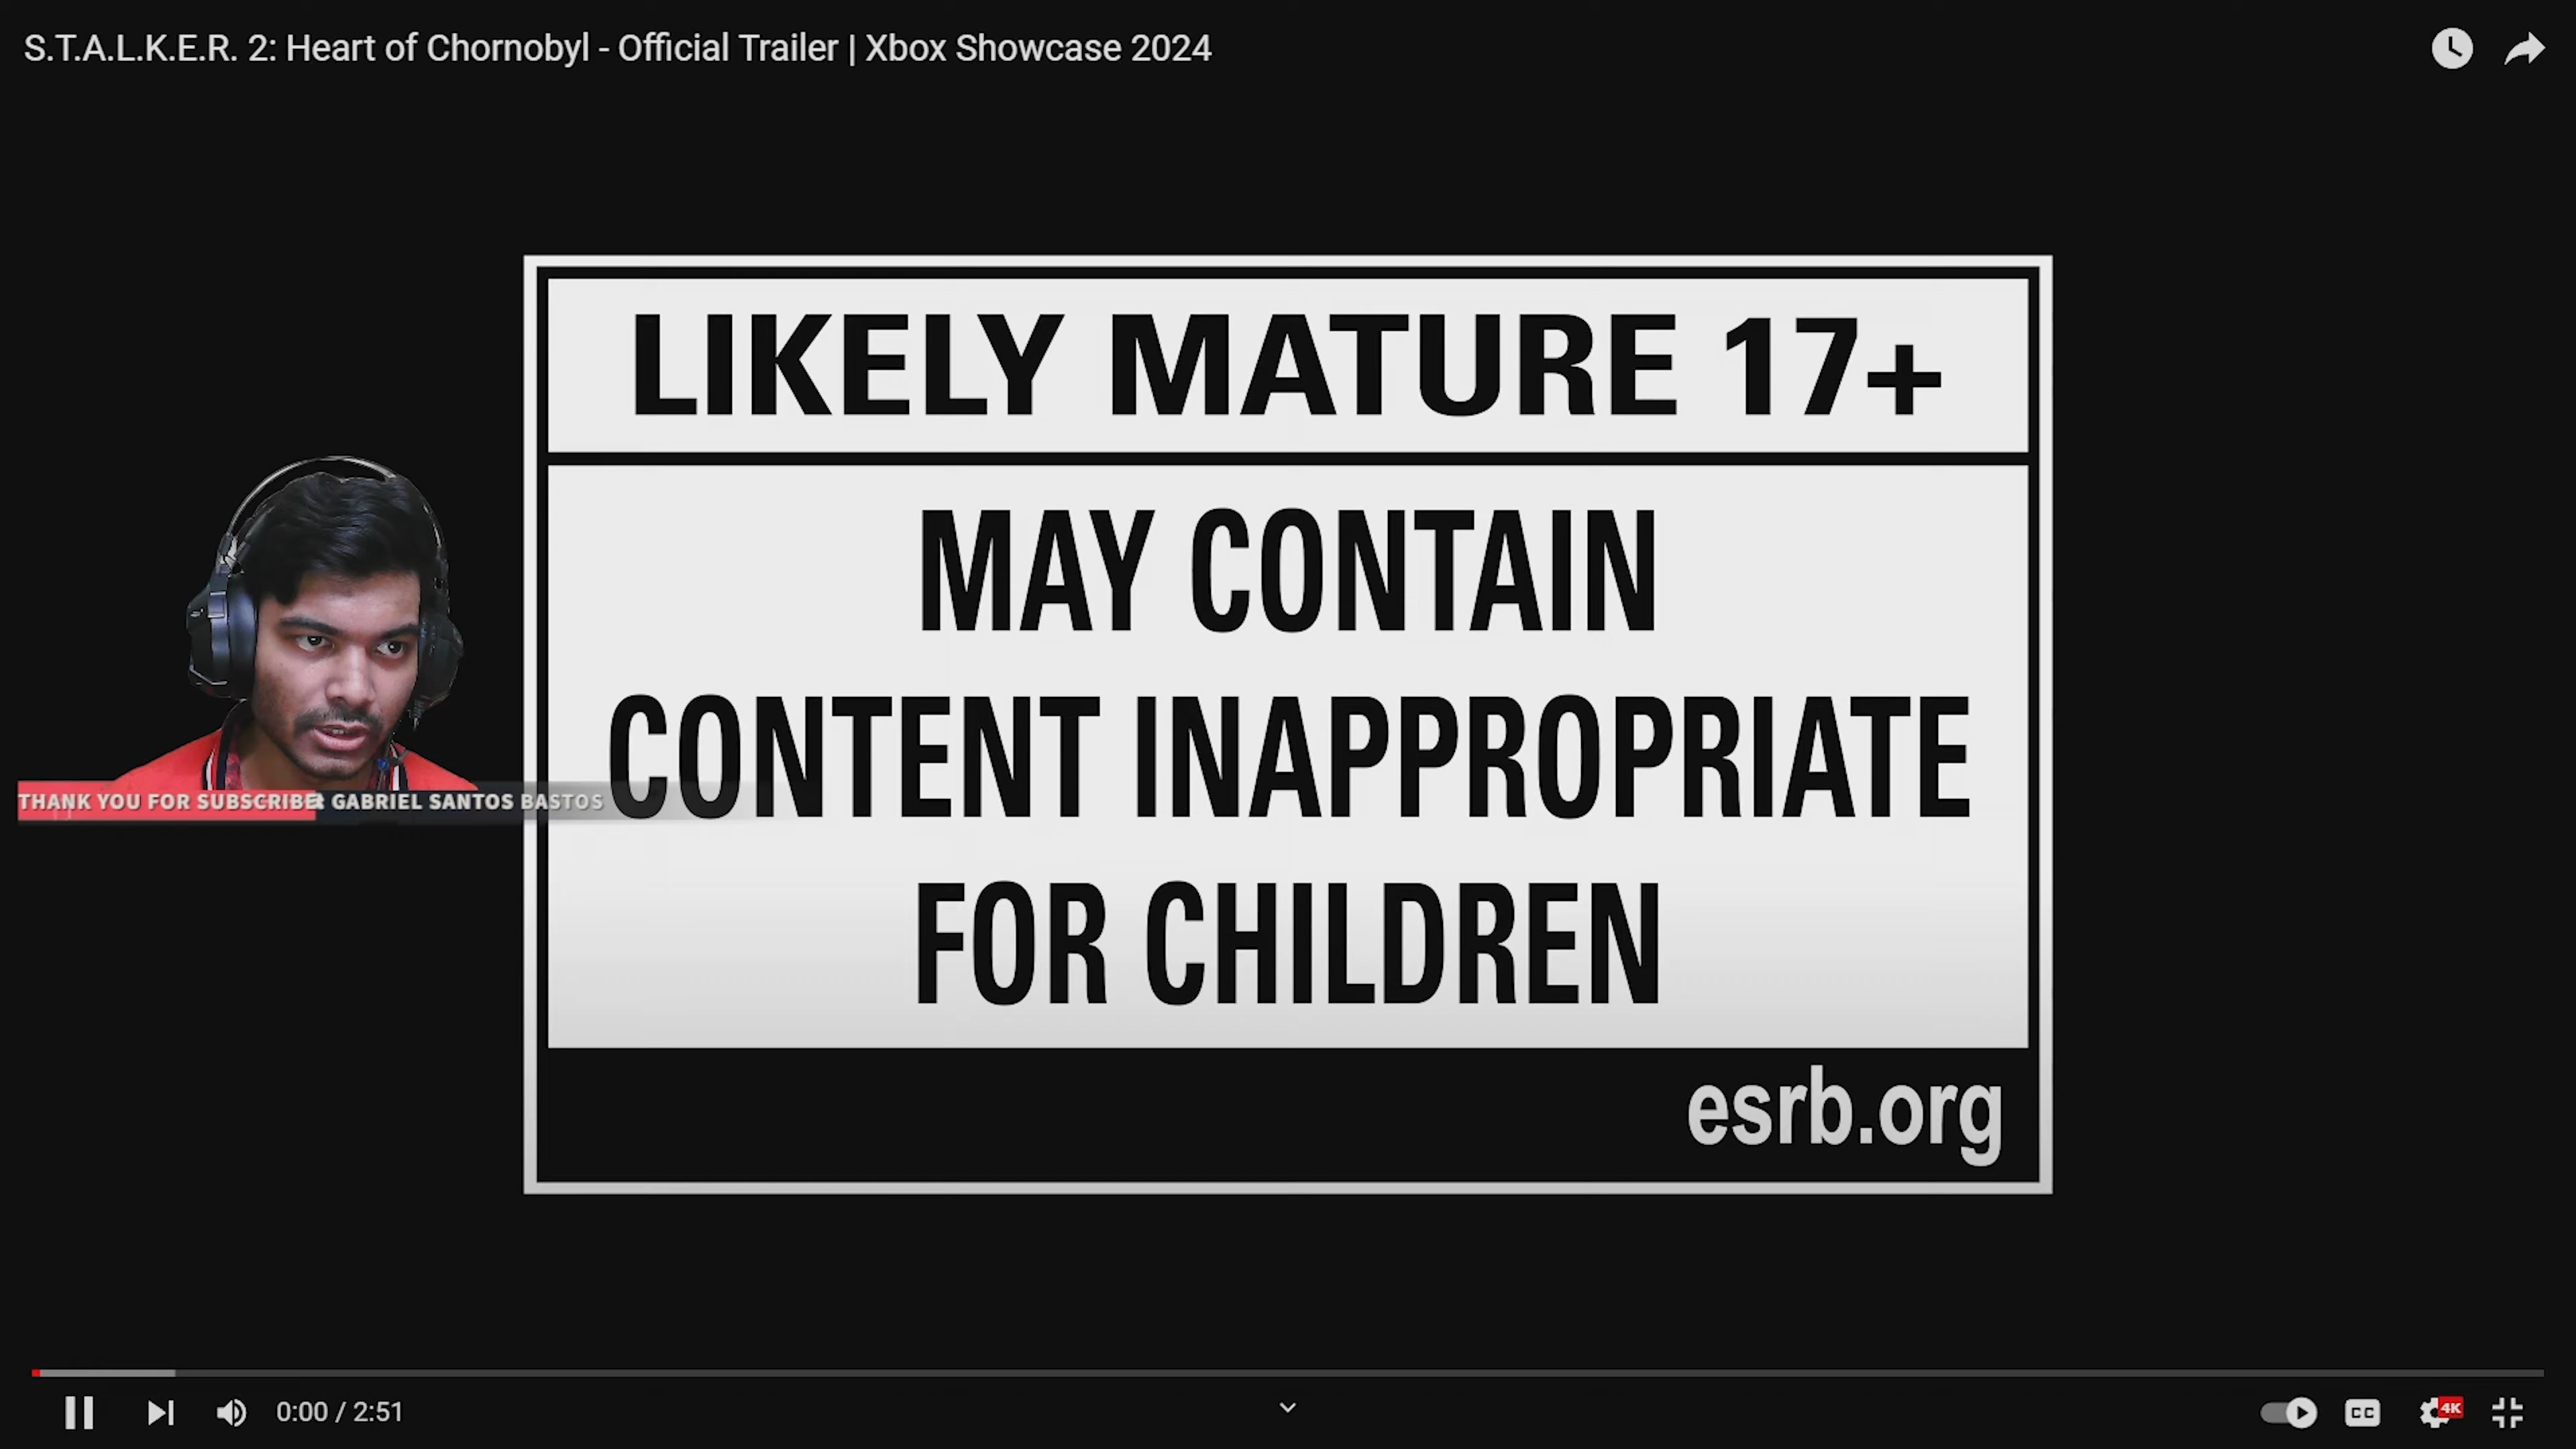 S.T.A.L.K.E.R. 2: Heart of Chornobyl - Official Trailer | Xbox Showcase 2024
LIKELY MATURE 17+
MAY CONTAIN
CONTENT INAPPROPRIATE
FOR CHILDREN
THANK YOU FOR SUBSCRIBE GABRIEL SANTOS BASTOS
esrb.org
0:00 / 2:51
CC
4K